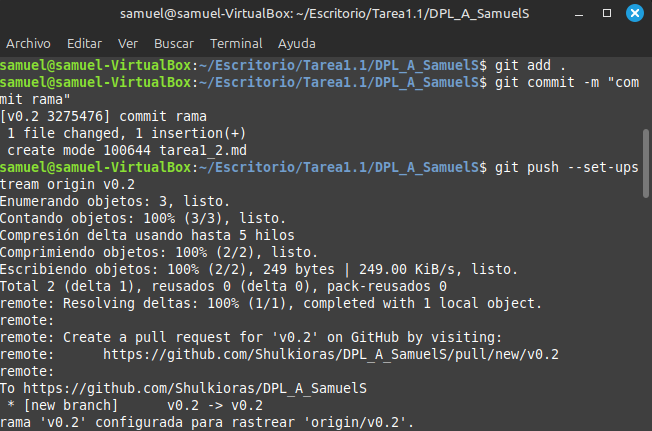 samuel@samuel-VirtualBox: ~/Escritorio/Tarea1.1/DPL_A_SamuelS
Archivo Editar Ver Buscar Terminal Ayuda
samuel@samuel-VirtualBox:~/Escritorio/Tarea1.1/DPL_A_SamuelS$ git add .
samuel@samuel-VirtualBox:~/Escritorio/Tarea1.1/DPL_A_SamuelS$ git commit -m "com
mit rama"
[v0.2 3275476] commit rama
 1 file changed, 1 insertion(+)
 create mode 100644 tarea1_2.md
samuel@samuel-VirtualBox:~/Escritorio/Tarea1.1/DPL_A_SamuelS$ git push --set-ups
tream origin v0.2
Enumerando objetos: 3, listo.
Contando objetos: 100% (3/3), listo.
Compresión delta usando hasta 5 hilos
Comprimiendo objetos: 100% (2/2), listo.
Escribiendo objetos: 100% (2/2), 249 bytes | 249.00 KiB/s, listo.
Total 2 (delta 1), reusados 0 (delta 0), pack-reusados 0
remote: Resolving deltas: 100% (1/1), completed with 1 local object.
remote:
remote: Create a pull request for 'v0.2' on GitHub by visiting:
remote:      https://github.com/Shulkioras/DPL_A_SamuelS/pull/new/v0.2
remote:
To https://github.com/Shulkioras/DPL_A_SamuelS
 * [new branch]      v0.2 -> v0.2
rama 'v0.2' configurada para rastrear 'origin/v0.2'.